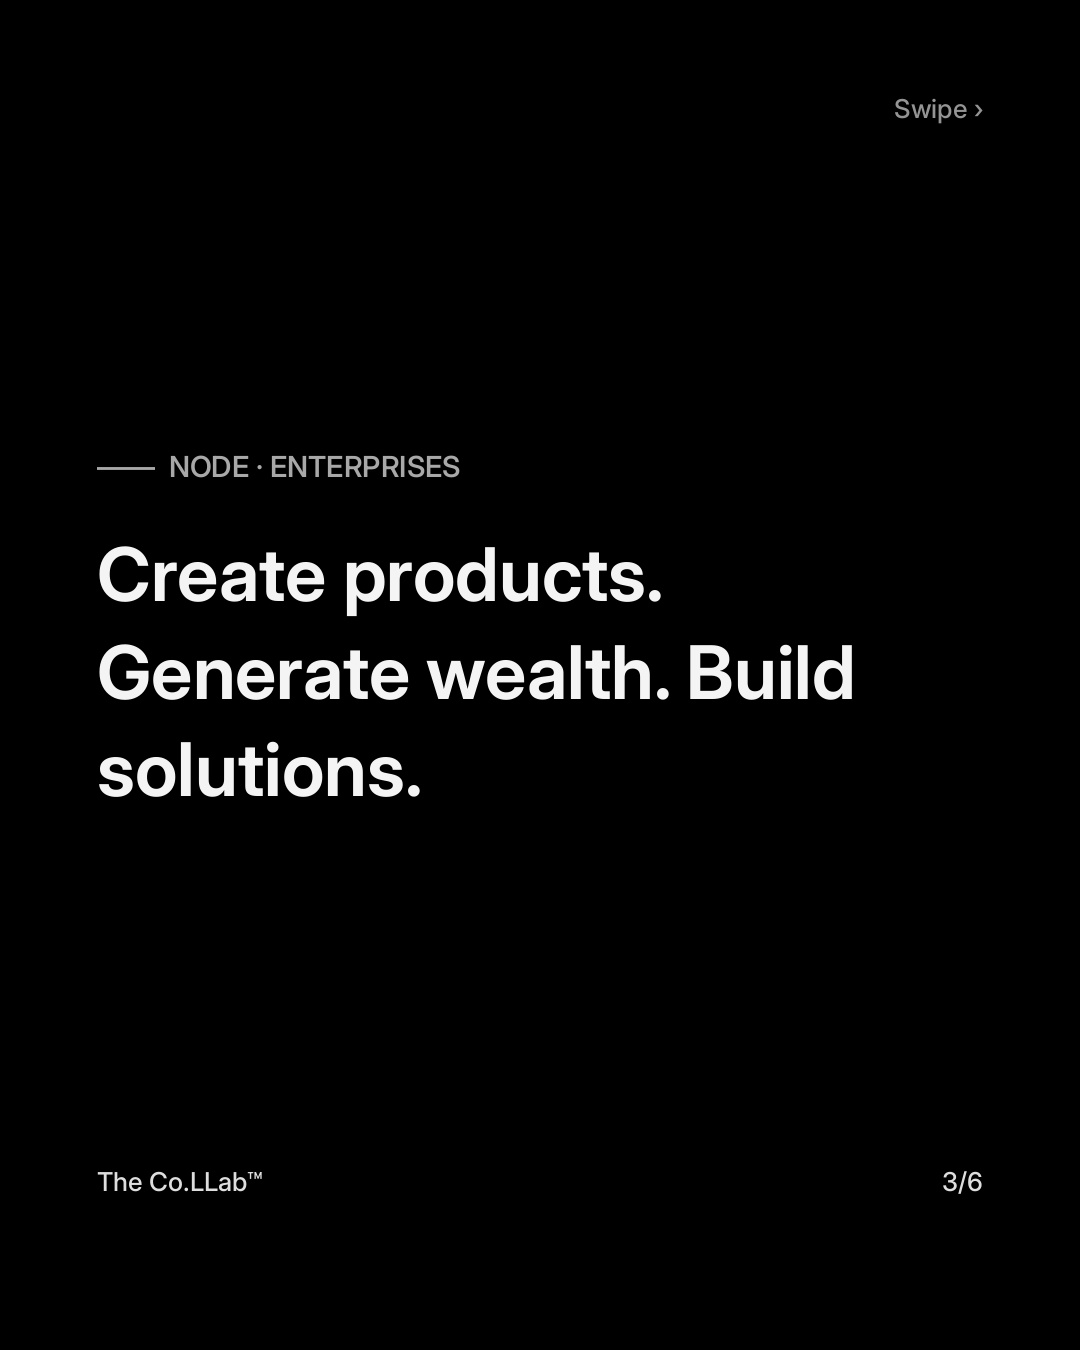 Swipe ›
NODE · ENTERPRISES
Create products.
Generate wealth. Build
solutions.
The Co.LLab™
3/6